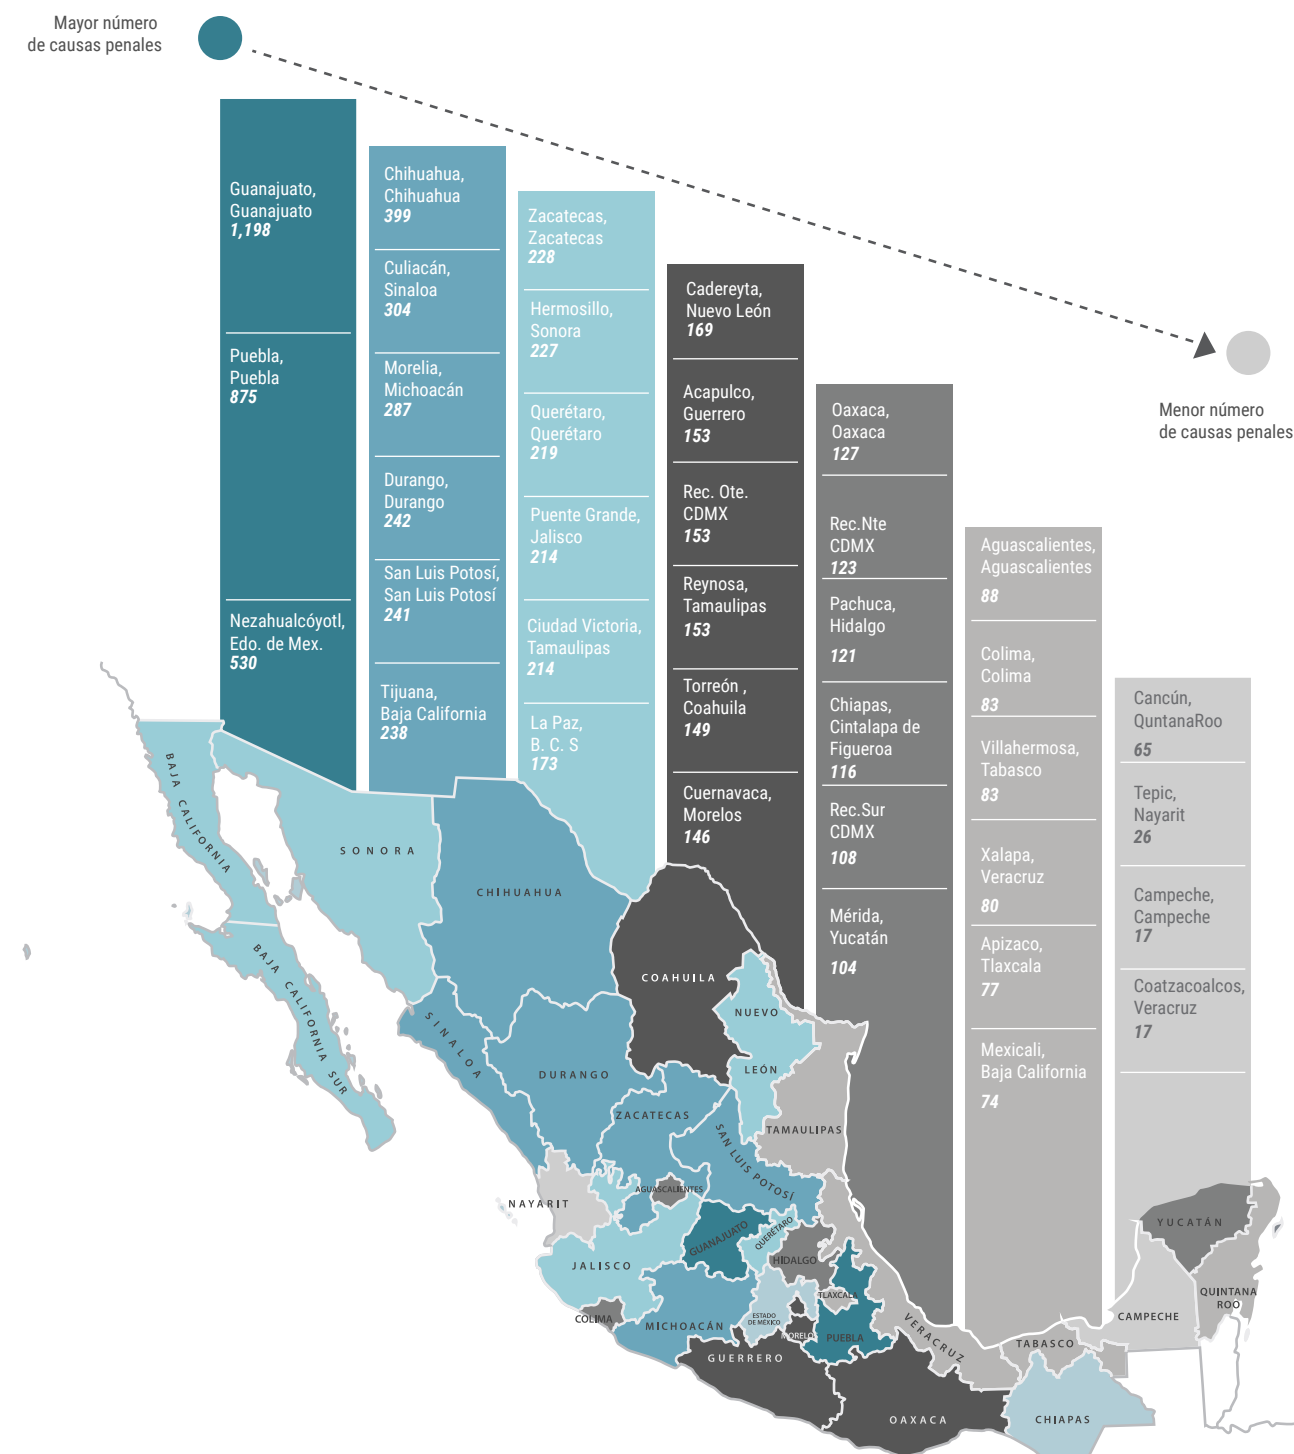 Mayor número
de causas penales
Guanajuato,
Guanajuato
1,198
Puebla,
Puebla
875
Nezahualcóyotl,
Edo. de Mex.
530
Chihuahua,
Chihuahua
399
Culiacán,
Sinaloa
304
Morelia,
Michoacán
287
Durango,
Durango
242
San Luis Potosí,
San Luis Potosí
241
Tijuana,
Baja California
238
Zacatecas,
Zacatecas
228
Hermosillo,
Sonora
227
Querétaro,
Querétaro
219
Puente Grande,
Jalisco
214
Ciudad Victoria,
Tamaulipas
214
La Paz,
B. C. S
173
Cadereyta,
Nuevo León
169
Acapulco,
Guerrero
153
Rec. Ote.
CDMX
153
Reynosa,
Tamaulipas
153
Torreón ,
Coahuila
149
Cuernavaca,
Morelos
146
Oaxaca,
Oaxaca
127
Rec.Nte
CDMX
123
Pachuca,
Hidalgo
121
Chiapas,
Cintalapa de
Figueroa
116
Rec.Sur
CDMX
108
Mérida,
Yucatán
104
Aguascalientes,
Aguascalientes
88
Colima,
Colima
83
Villahermosa,
Tabasco
83
Xalapa,
Veracruz
80
Apizaco,
Tlaxcala
77
Mexicali,
Baja California
74
Menor número
de causas penales
Cancún,
QuntanaRoo
65
Tepic,
Nayarit
26
Campeche,
Campeche
17
Coatzacoalcos,
Veracruz
17
BAJA CALIFORNIA
SONORA
CHIHUAHUA
BAJA CALIFORNIA SUR
SINALOA
COAHUILA
NUEVO
LEÓN
DURANGO
ZACATECAS
SAN LUIS POTOSÍ
TAMAULIPAS
NAYARIT
AGUASCALIENTES
GUANAJUATO
QUERÉTARO
HIDALGO
JALISCO
COLIMA
MICHOACÁN
ESTADO
DE MÉXICO
TLAXCALA
MORELOS
PUEBLA
VERACRUZ
GUERRERO
OAXACA
TABASCO
CHIAPAS
CAMPECHE
YUCATÁN
QUINTANA
ROO